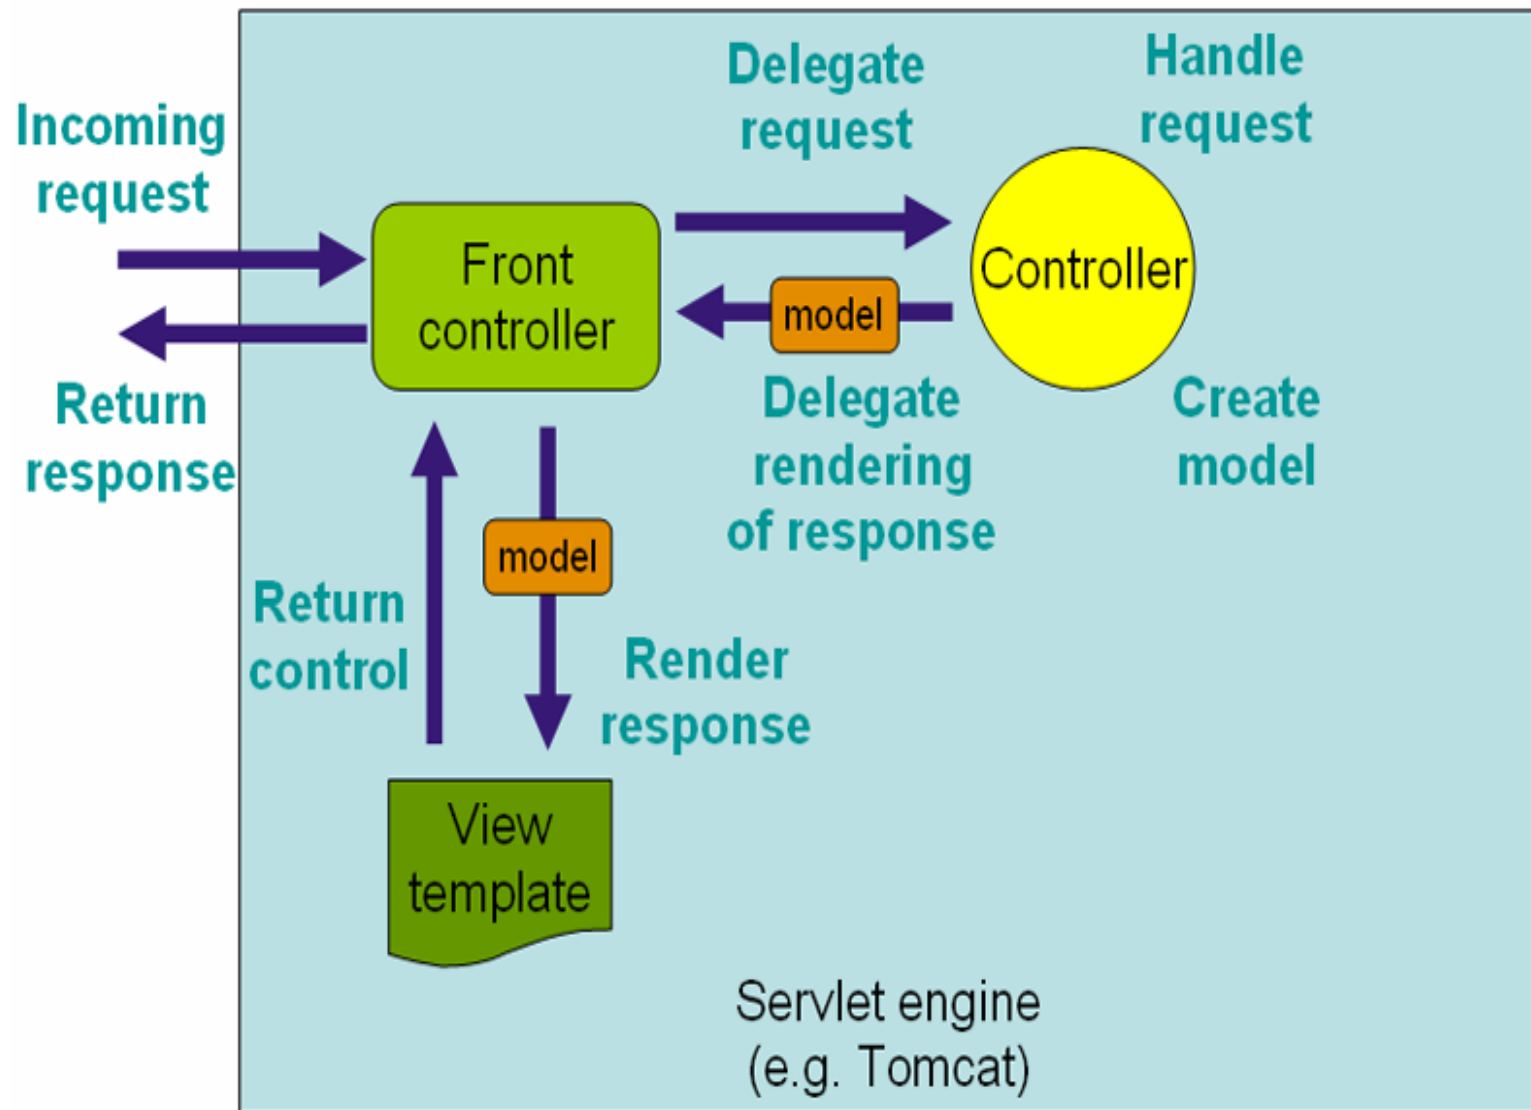 Incoming
request
Delegate
request
Handle
request
Front
controller
model
Controller
Return
response
Delegate
rendering
of response
Create
model
model
Return
control
Render
response
View
template
Servlet engine
(e.g. Tomcat)